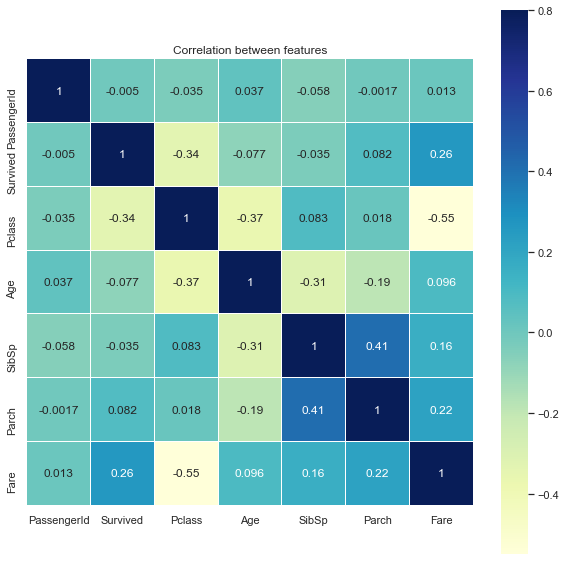 Correlation between features
PassengerId 1 -0.005 -0.035 0.037 -0.058 -0.0017 0.013
Survived -0.005 1 -0.34 -0.077 -0.035 0.082 0.26
Pclass -0.035 -0.34 1 -0.37 0.083 0.018 -0.55
Age 0.037 -0.077 -0.37 1 -0.31 -0.19 0.096
SibSp -0.058 -0.035 0.083 -0.31 1 0.41 0.16
Parch -0.0017 0.082 0.018 -0.19 0.41 1 0.22
Fare 0.013 0.26 -0.55 0.096 0.16 0.22 1
PassengerId Survived Pclass Age SibSp Parch Fare
0.8
0.6
0.4
0.2
0.0
−0.2
−0.4